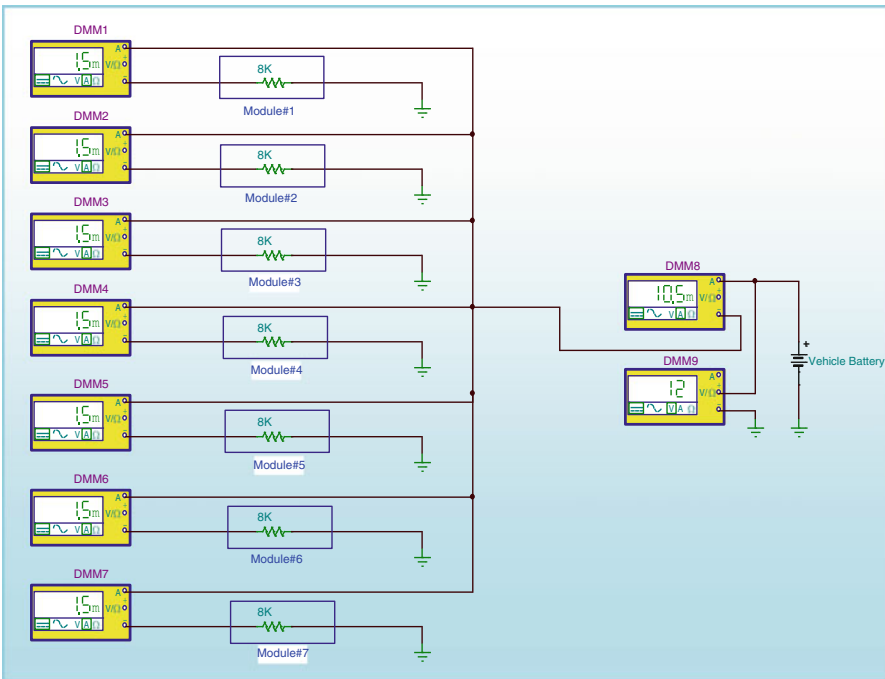 DMM1
1.5m
A
V/Ω
V A Ω
8K
Module#1
DMM2
1.5m
A
V/Ω
V A Ω
8K
Module#2
DMM3
1.5m
A
V/Ω
V A Ω
8K
Module#3
DMM4
1.5m
A
V/Ω
V A Ω
8K
Module#4
DMM5
1.5m
A
V/Ω
V A Ω
8K
Module#5
DMM6
1.5m
A
V/Ω
V A Ω
8K
Module#6
DMM7
1.5m
A
V/Ω
V A Ω
8K
Module#7
DMM8
10.5m
A
V/Ω
V A Ω
DMM9
12
A
V/Ω
V A Ω
+
Vehicle Battery